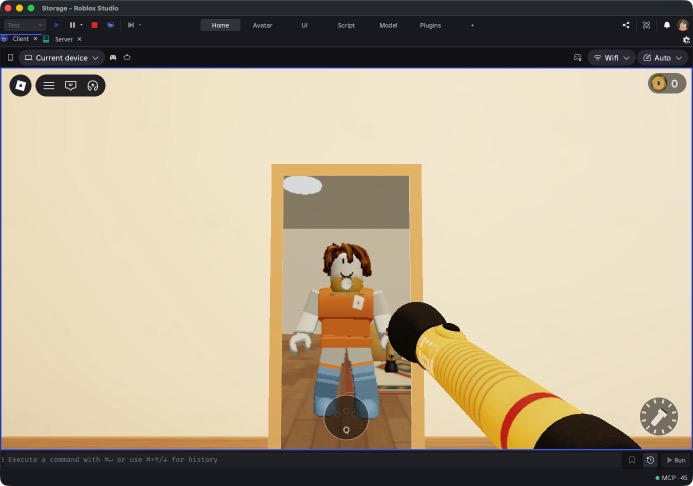 Storage - Roblox Studio
Test
Home Avatar UI Script Model Plugins +
Client × Server ×
Current device Wifi Auto
0
Q
Execute a command with ⌘↵ or use ⌘↑/↓ for history
Run
MCP · 45